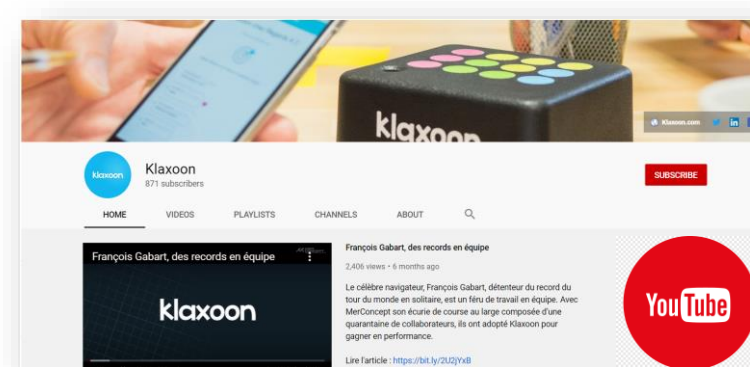 klaxoon
Klaxoon.com
klaxoon
Klaxoon
871 subscribers
SUBSCRIBE
HOME VIDEOS PLAYLISTS CHANNELS ABOUT
François Gabart, des records en équipe
klaxoon
François Gabart, des records en équipe
2,406 views • 6 months ago
Le célèbre navigateur, François Gabart, détenteur du record du
tour du monde en solitaire, est un féru de travail en équipe. Avec
MerConcept son écurie de course au large composée d'une
quarantaine de collaborateurs, ils ont adopté Klaxoon pour
gagner en performance.
Lire l'article : https://bit.ly/2U2jYxB
YouTube